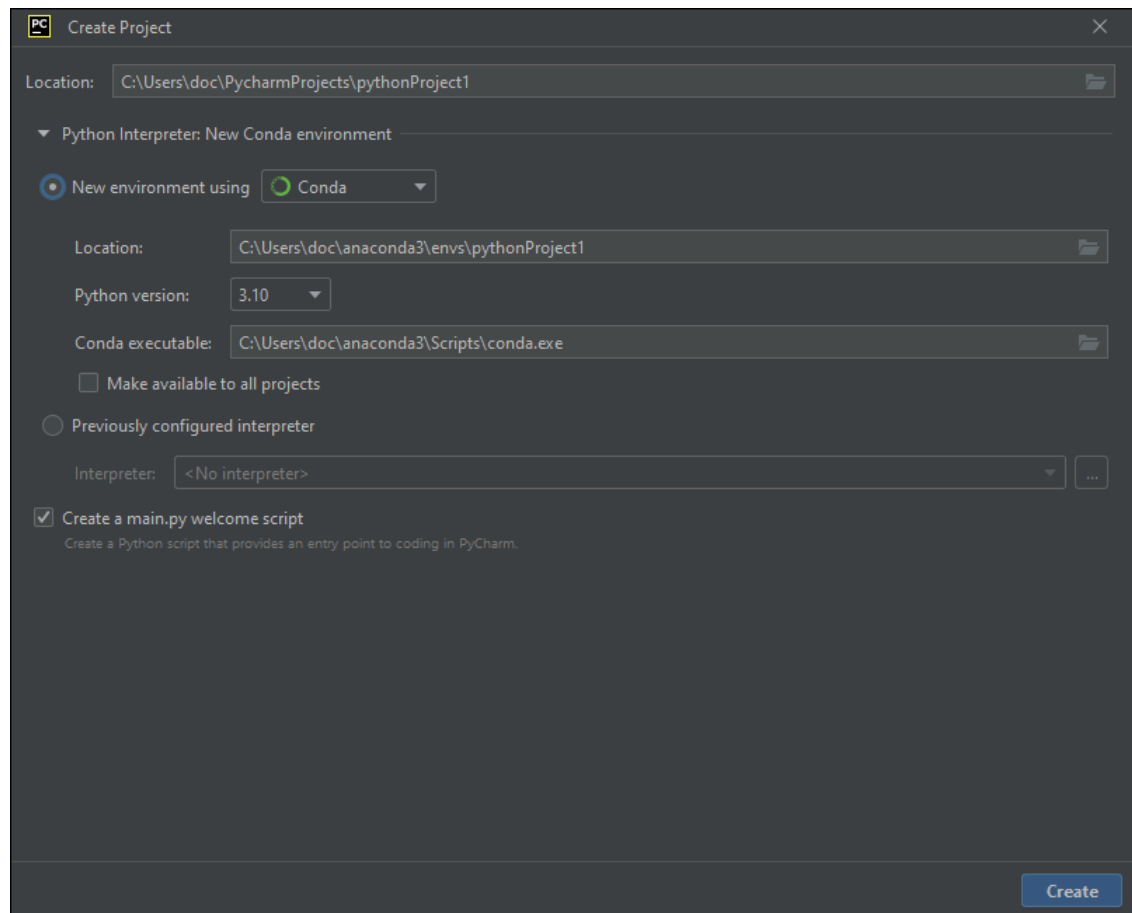 PC Create Project
Location: C:\Users\doc\PycharmProjects\pythonProject1
Python Interpreter: New Conda environment
New environment using Conda
Location: C:\Users\doc\anaconda3\envs\pythonProject1
Python version: 3.10
Conda executable: C:\Users\doc\anaconda3\Scripts\conda.exe
Make available to all projects
Previously configured interpreter
Interpreter: <No interpreter> ...
Create a main.py welcome script
Create a Python script that provides an entry point to coding in PyCharm.
Create